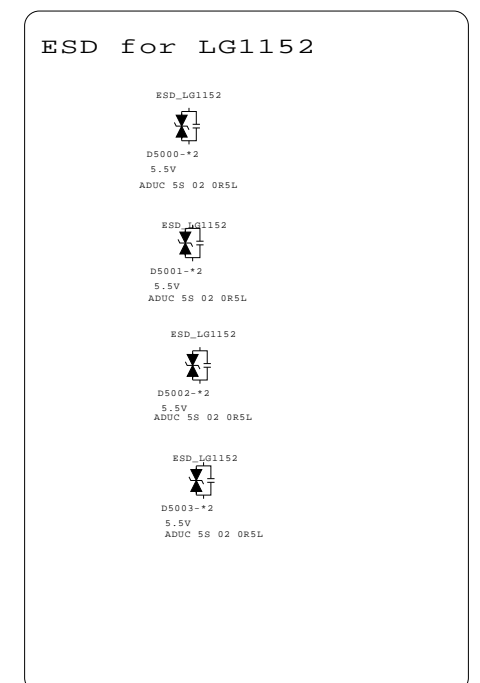 ESD for LG1152
ESD_LG1152
D5000-*2
5.5V
ADUC 5S 02 0R5L
ESD_LG1152
D5001-*2
5.5V
ADUC 5S 02 0R5L
ESD_LG1152
D5002-*2
5.5V
ADUC 5S 02 0R5L
ESD_LG1152
D5003-*2
5.5V
ADUC 5S 02 0R5L